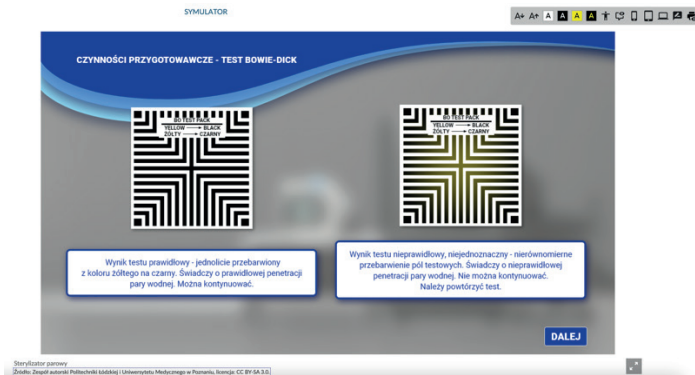 SYMULATOR
A+ A+ A A A A
CZYNNOŚCI PRZYGOTOWAWCZE - TEST BOWIE-DICK
BD TEST PACK
YELLOW → BLACK
ŻÓŁTY → CZARNY
BD TEST PACK
YELLOW → BLACK
ŻÓŁTY → CZARNY
Wynik testu prawidłowy - jednolicie przebarwiony
z koloru żółtego na czarny. Świadczy o prawidłowej penetracji
pary wodnej. Można kontynuować.
Wynik testu nieprawidłowy, niejednoznaczny - nierównomierne
przebarwienie pól testowych. Świadczy o nieprawidłowej
penetracji pary wodnej. Nie można kontynuować.
Należy powtórzyć test.
DALEJ
Sterylizator parowy
Źródło: Zespół autorski Politechniki Łódzkiej i Uniwersytetu Medycznego w Poznaniu, licencja: CC BY-SA 3.0.